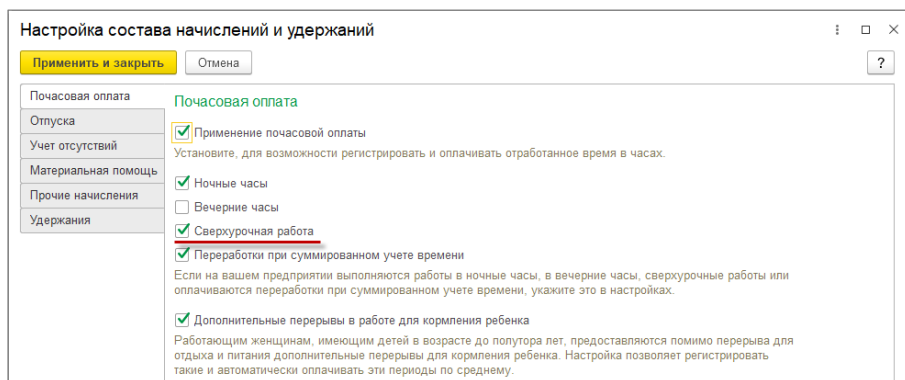 Настройка состава начислений и удержаний
Применить и закрыть
Отмена
?
Почасовая оплата
Отпуска
Учет отсутствий
Материальная помощь
Прочие начисления
Удержания
Почасовая оплата
Применение почасовой оплаты
Установите, для возможности регистрировать и оплачивать отработанное время в часах.
Ночные часы
Вечерние часы
Сверхурочная работа
Переработки при суммированном учете времени
Если на вашем предприятии выполняются работы в ночные часы, в вечерние часы, сверхурочные работы или
оплачиваются переработки при суммированном учете времени, укажите это в настройках.
Дополнительные перерывы в работе для кормления ребенка
Работающим женщинам, имеющим детей в возрасте до полутора лет, предоставляются помимо перерыва для
отдыха и питания дополнительные перерывы для кормления ребенка. Настройка позволяет регистрировать
такие и автоматически оплачивать эти периоды по среднему.